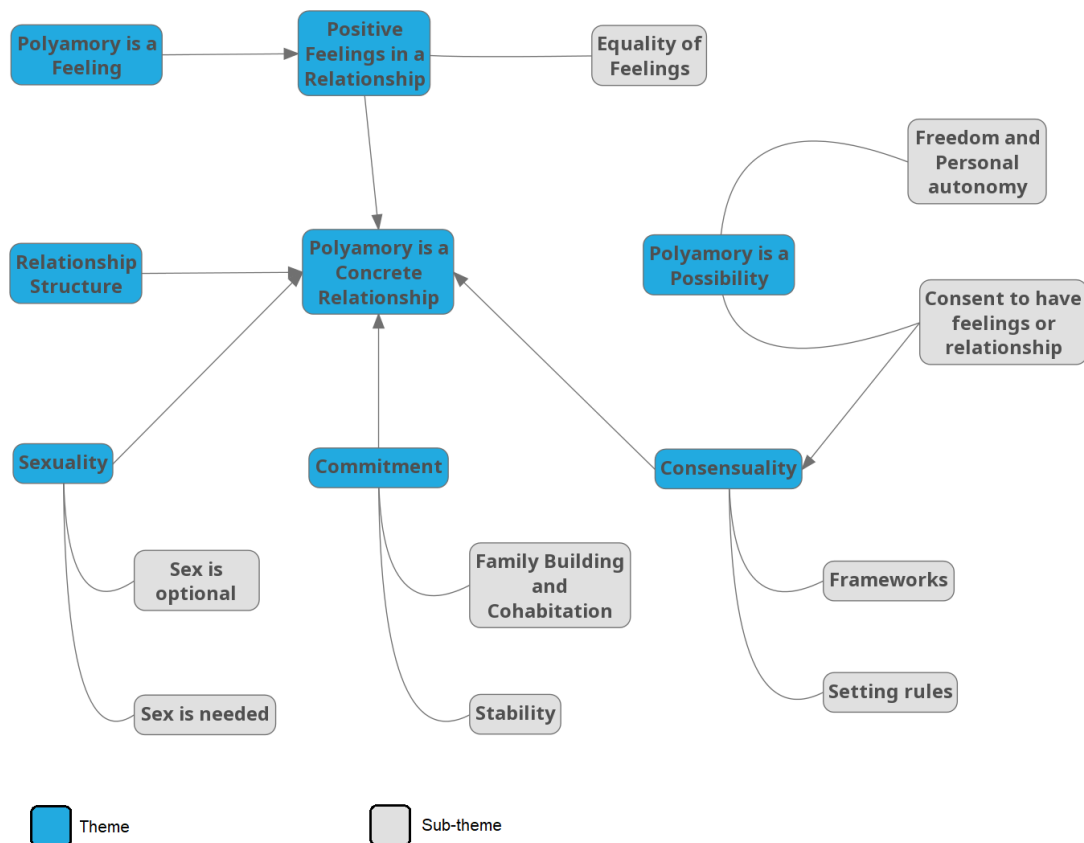 Polyamory is a
Feeling
Positive
Feelings in a
Relationship
Equality of
Feelings
Freedom and
Personal
autonomy
Relationship
Structure
Polyamory is a
Concrete
Relationship
Polyamory is a
Possibility
Consent to have
feelings or
relationship
Sexuality
Commitment
Consensuality
Sex is
optional
Family Building
and
Cohabitation
Frameworks
Sex is needed
Stability
Setting rules
Theme
Sub-theme